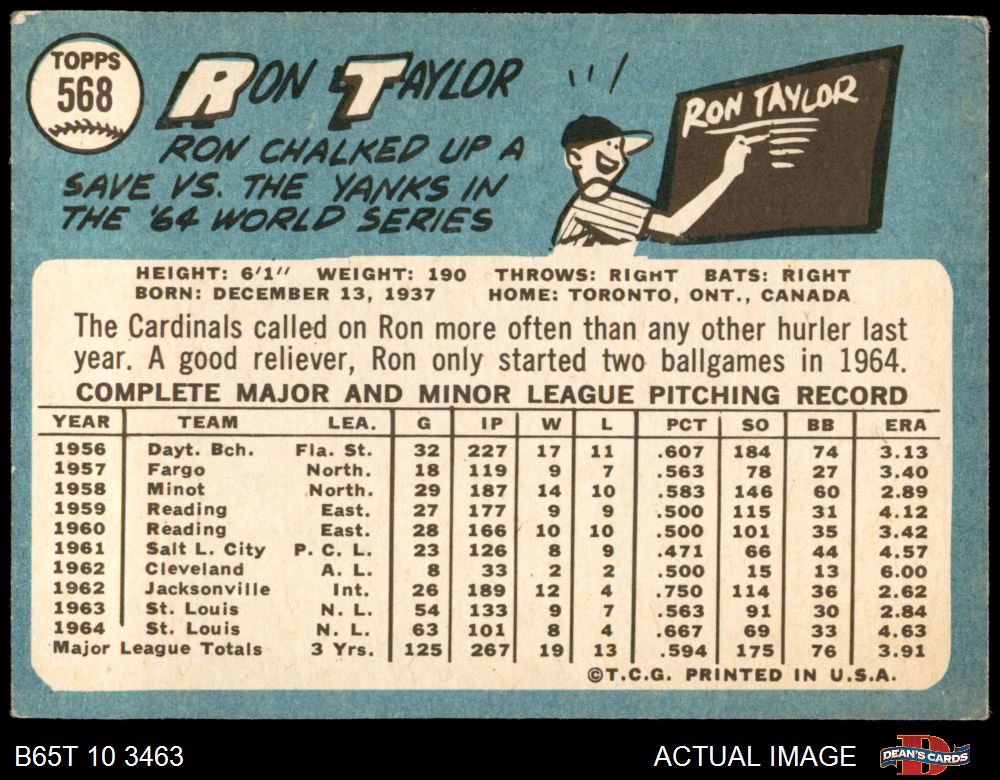 TOPPS
568
RON TAYLOR
RON CHALKED UP A
SAVE VS. THE YANKS IN
THE '64 WORLD SERIES
RON TAYLOR
HEIGHT: 6'1" WEIGHT: 190 THROWS: RIGHT BATS: RIGHT
BORN: DECEMBER 13, 1937 HOME: TORONTO, ONT., CANADA
The Cardinals called on Ron more often than any other hurler last
year. A good reliever, Ron only started two ballgames in 1964.
COMPLETE MAJOR AND MINOR LEAGUE PITCHING RECORD
YEAR TEAM LEA. G IP W L PCT SO BB ERA
1956 Dayt. Bch. Fla. St. 32 227 17 11 .607 184 74 3.13
1957 Fargo North. 18 119 9 7 .563 78 27 3.40
1958 Minot North. 29 187 14 10 .583 146 60 2.89
1959 Reading East. 27 177 9 9 .500 115 31 4.12
1960 Reading East. 28 166 10 10 .500 101 35 3.42
1961 Salt L. City P. C. L. 23 126 8 9 .471 66 44 4.57
1962 Cleveland A. L. 8 33 2 2 .500 15 13 6.00
1962 Jacksonville Int. 26 189 12 4 .750 114 36 2.62
1963 St. Louis N. L. 54 133 9 7 .563 91 30 2.84
1964 St. Louis N. L. 63 101 8 4 .667 69 33 4.63
Major League Totals 3 Yrs. 125 267 19 13 .594 175 76 3.91
©T.C.G. PRINTED IN U.S.A.
B65T 10 3463 ACTUAL IMAGE DEAN'S CARDS